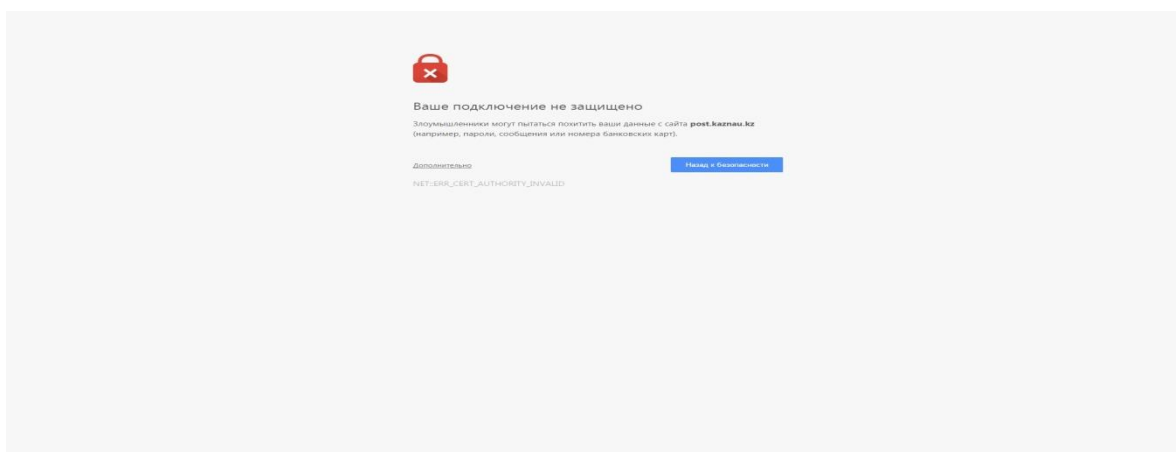 Ваше подключение не защищено
Злоумышленники могут пытаться похитить ваши данные с сайта post.kaznau.kz
(например, пароли, сообщения или номера банковских карт).
Дополнительно
Назад к безопасности
NET::ERR_CERT_AUTHORITY_INVALID